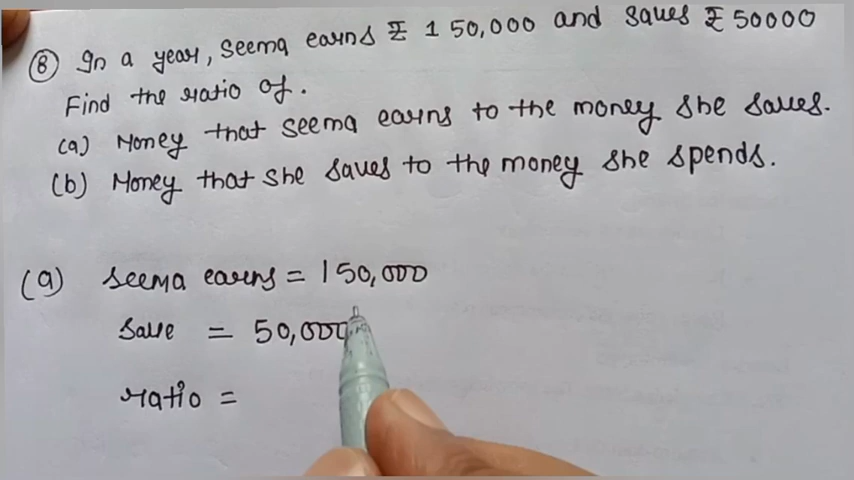 ⑧ In a year, Seema earns ₹ 1 50,000 and saves ₹ 50000
Find the ratio of.
(a) Money that seema earns to the money she saves.
(b) Money that she saves to the money she spends.
(a) seema earns = 150,000
save = 50,000
ratio =